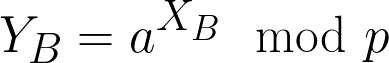 $Y_B = a^{X_B} \mod p$